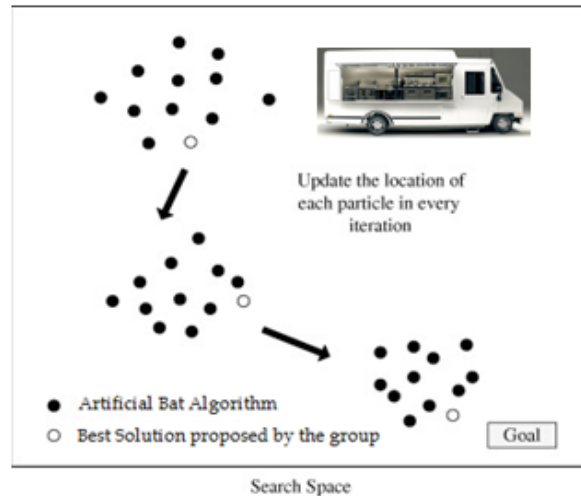 Update the location of
each particle in every
iteration
Artificial Bat Algorithm
Best Solution proposed by the group
Goal
Search Space